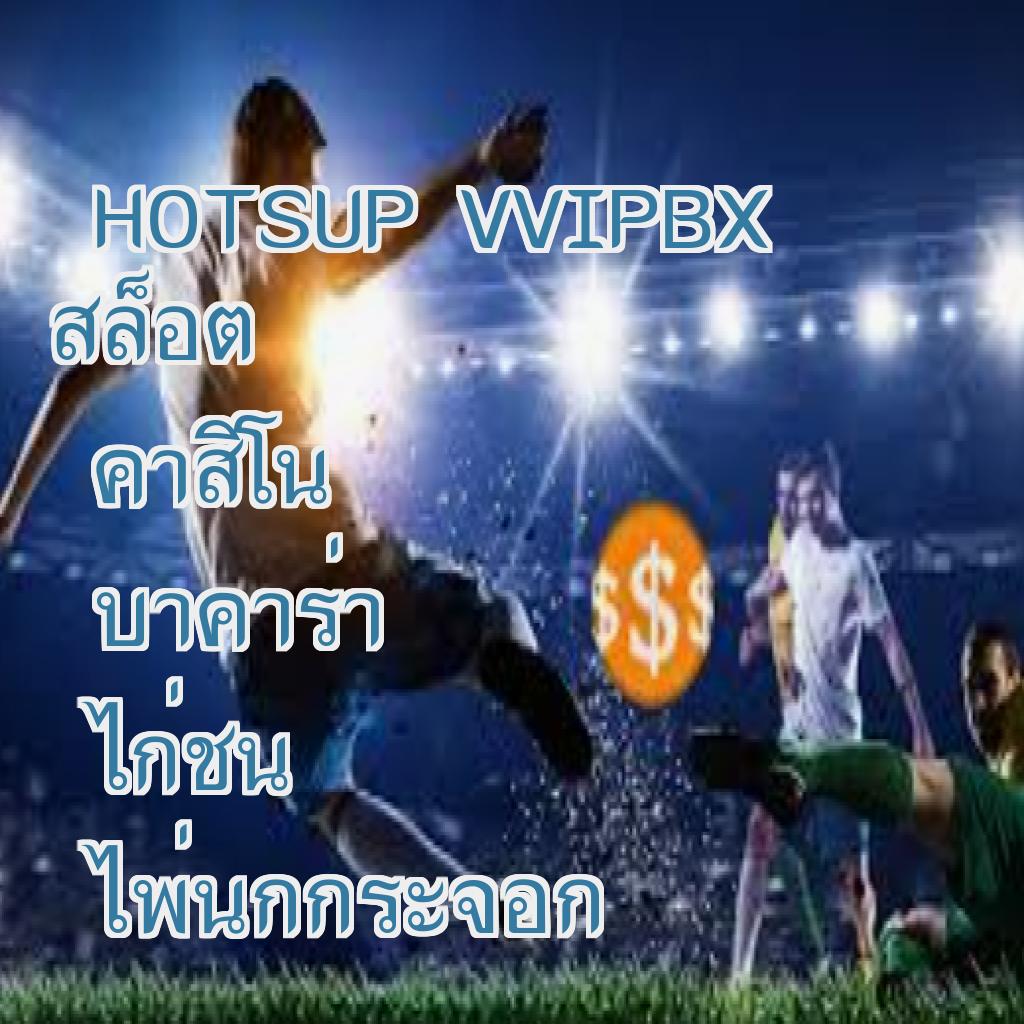 HOTSUP VVIPBX
สล็อต
คาสิโน
บาคาร่า
ไก่ชน
ไพ่นกกระจอก
$$$